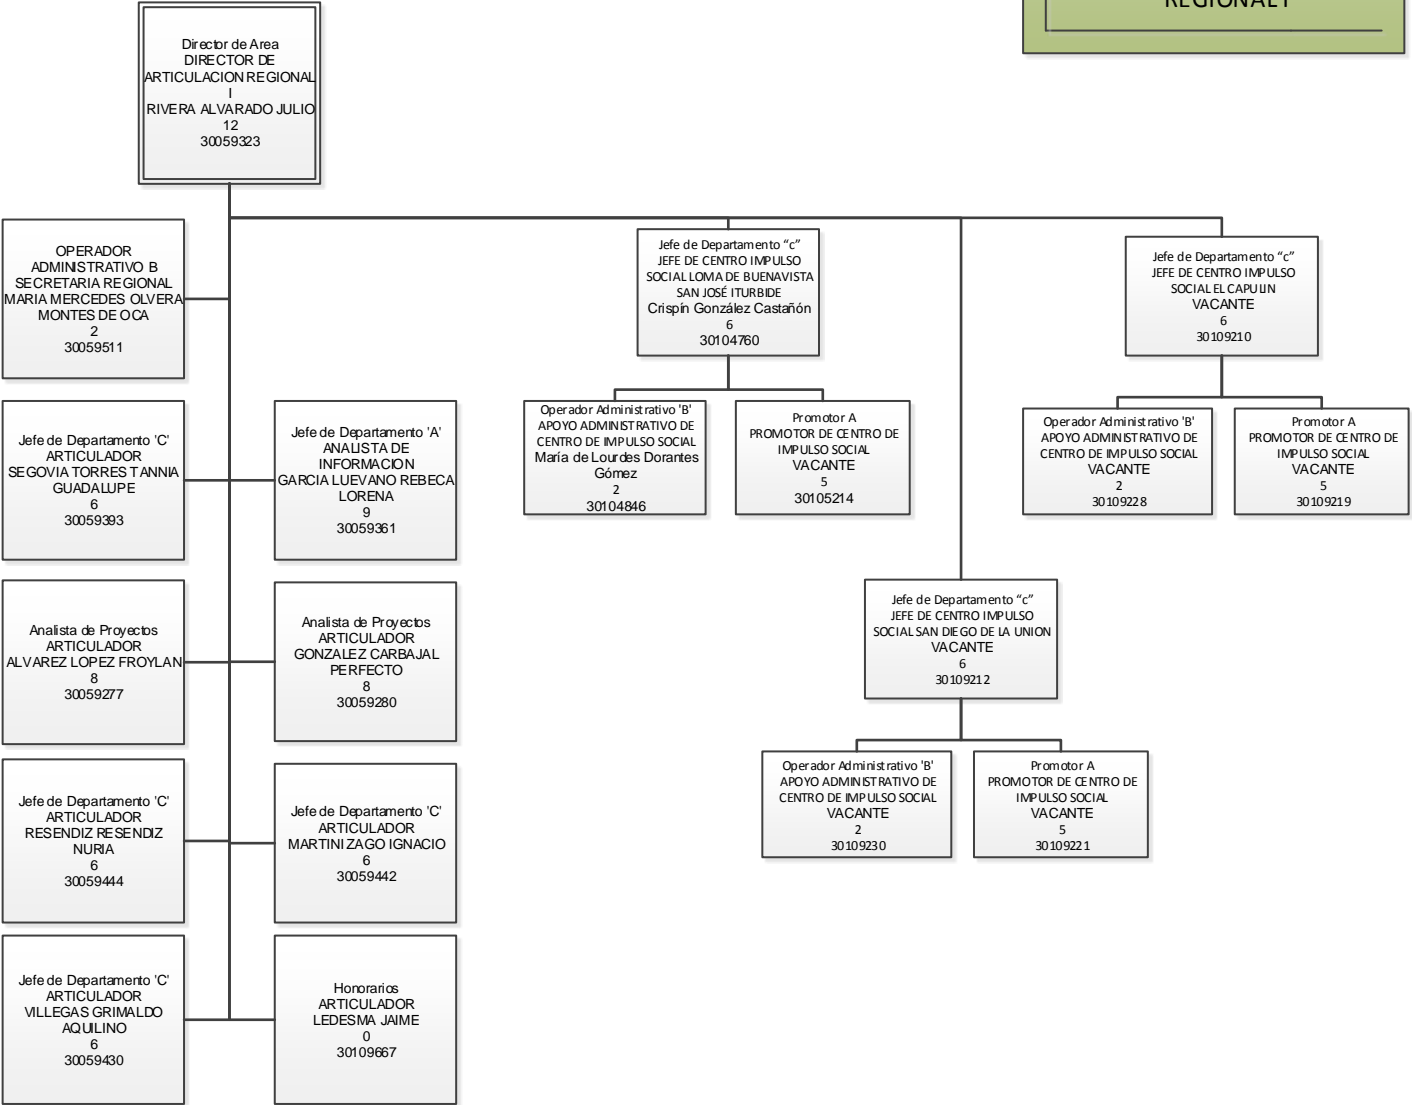 REGIONAL I
Director de Area
DIRECTOR DE
ARTICULACION REGIONAL
I
RIVERA ALVARADO JULIO
12
30059323
OPERADOR
ADMINISTRATIVO B
SECRETARIA REGIONAL
MARIA MERCEDES OLVERA
MONTES DE OCA
2
30059511
Jefe de Departamento 'C'
ARTICULADOR
SEGOVIA TORRES TANNIA
GUADALUPE
6
30059393
Jefe de Departamento 'A'
ANALISTA DE
INFORMACION
GARCIA LUEVANO REBECA
LORENA
9
30059361
Analista de Proyectos
ARTICULADOR
ALVAREZ LOPEZ FROYLAN
8
30059277
Analista de Proyectos
ARTICULADOR
GONZALEZ CARBAJAL
PERFECTO
8
30059280
Jefe de Departamento 'C'
ARTICULADOR
RESENDIZ RESENDIZ
NURIA
6
30059444
Jefe de Departamento 'C'
ARTICULADOR
MARTINI ZAGO IGNACIO
6
30059442
Jefe de Departamento 'C'
ARTICULADOR
VILLEGAS GRIMALDO
AQUILINO
6
30059430
Honorarios
ARTICULADOR
LEDESMA JAIME
0
30109667
Jefe de Departamento “c”
JEFE DE CENTRO IMPULSO
SOCIAL LOMA DE BUENAVISTA
SAN JOSÉ ITURBIDE
Crispín González Castañón
6
30104760
Operador Administrativo 'B'
APOYO ADMINISTRATIVO DE
CENTRO DE IMPULSO SOCIAL
María de Lourdes Dorantes
Gómez
2
30104846
Promotor A
PROMOTOR DE CENTRO DE
IMPULSO SOCIAL
VACANTE
5
30105214
Jefe de Departamento “c”
JEFE DE CENTRO IMPULSO
SOCIAL EL CAPULIN
VACANTE
6
30109210
Operador Administrativo 'B'
APOYO ADMINISTRATIVO DE
CENTRO DE IMPULSO SOCIAL
VACANTE
2
30109228
Promotor A
PROMOTOR DE CENTRO DE
IMPULSO SOCIAL
VACANTE
5
30109219
Jefe de Departamento “c”
JEFE DE CENTRO IMPULSO
SOCIAL SAN DIEGO DE LA UNION
VACANTE
6
30109212
Operador Administrativo 'B'
APOYO ADMINISTRATIVO DE
CENTRO DE IMPULSO SOCIAL
VACANTE
2
30109230
Promotor A
PROMOTOR DE CENTRO DE
IMPULSO SOCIAL
VACANTE
5
30109221